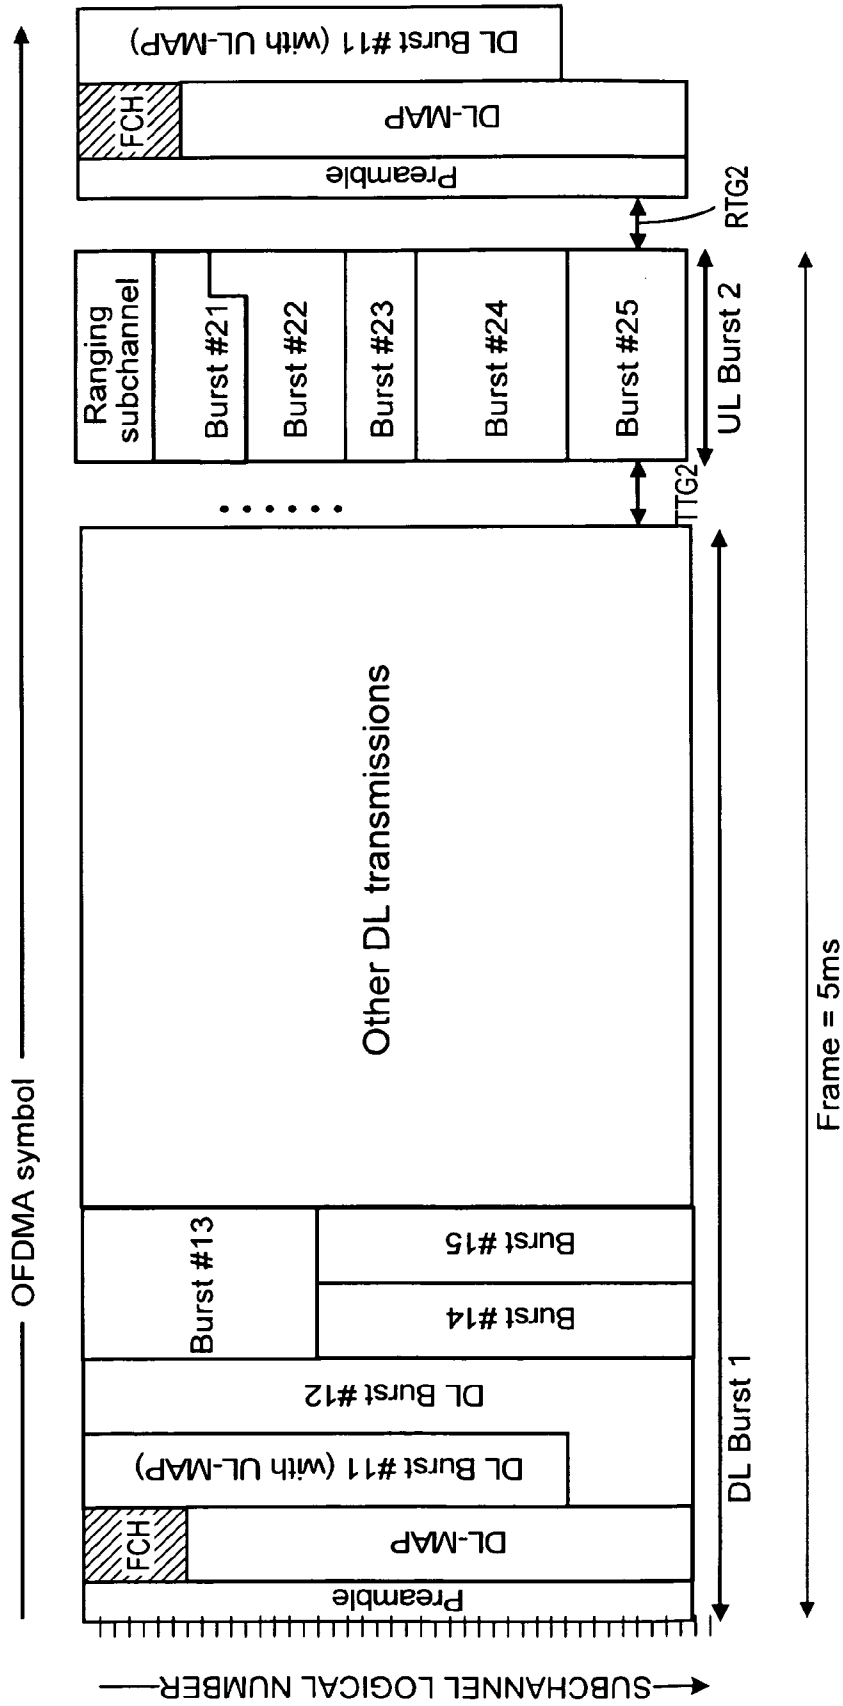 OFDMA symbol
SUBCHANNEL LOGICAL NUMBER
Preamble
FCH
DL-MAP
DL Burst #11 (with UL-MAP)
DL Burst #12
Burst #13
Burst #14
Burst #15
Other DL transmissions
Ranging
subchannel
Burst #21
Burst #22
Burst #23
Burst #24
Burst #25
Preamble
FCH
DL-MAP
DL Burst #11 (with UL-MAP)
DL Burst 1
TTG2
UL Burst 2
RTG2
Frame = 5ms